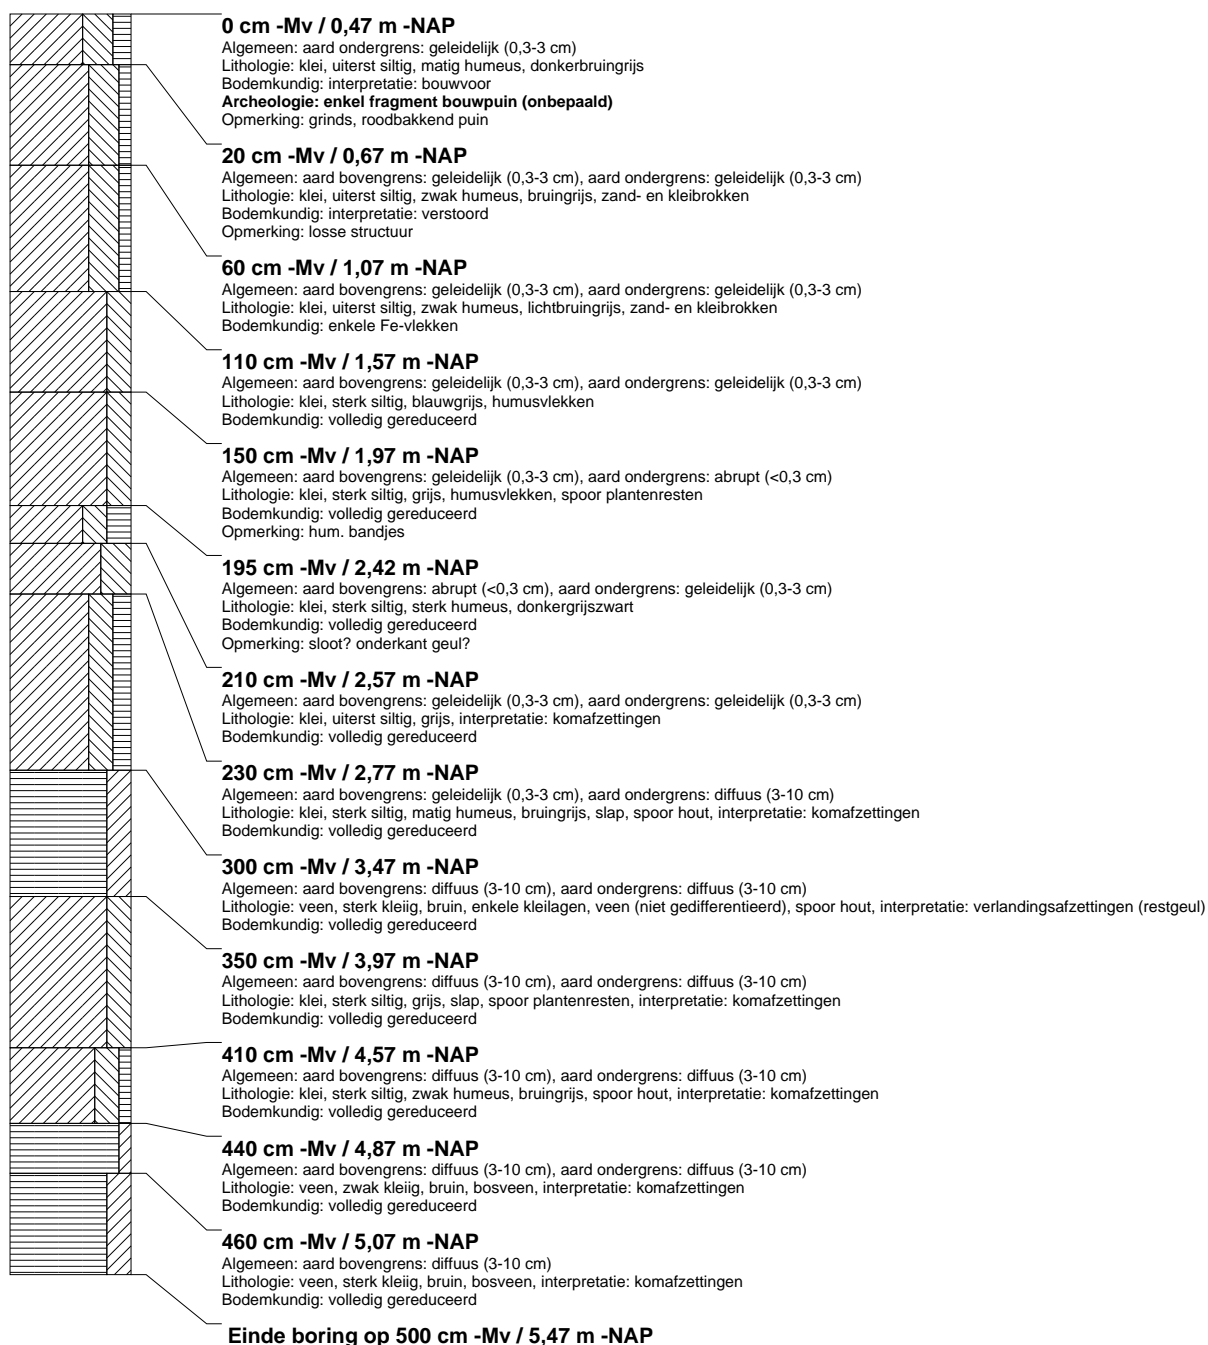 0 cm -Mv / 0,47 m -NAP
Algemeen: aard ondergrens: geleidelijk (0,3-3 cm)
Lithologie: klei, uiterst siltig, matig humeus, donkerbruingrijs
Bodemkundig: interpretatie: bouwvoor
Archeologie: enkel fragment bouwpuin (onbepaald)
Opmerking: grinds, roodbakkend puin
20 cm -Mv / 0,67 m -NAP
Algemeen: aard bovengrens: geleidelijk (0,3-3 cm), aard ondergrens: geleidelijk (0,3-3 cm)
Lithologie: klei, uiterst siltig, zwak humeus, bruingrijs, zand- en kleibrokken
Bodemkundig: interpretatie: verstoord
Opmerking: losse structuur
60 cm -Mv / 1,07 m -NAP
Algemeen: aard bovengrens: geleidelijk (0,3-3 cm), aard ondergrens: geleidelijk (0,3-3 cm)
Lithologie: klei, uiterst siltig, zwak humeus, lichtbruingrijs, zand- en kleibrokken
Bodemkundig: enkele Fe-vlekken
110 cm -Mv / 1,57 m -NAP
Algemeen: aard bovengrens: geleidelijk (0,3-3 cm), aard ondergrens: geleidelijk (0,3-3 cm)
Lithologie: klei, sterk siltig, blauwgrijs, humusvlekken
Bodemkundig: volledig gereduceerd
150 cm -Mv / 1,97 m -NAP
Algemeen: aard bovengrens: geleidelijk (0,3-3 cm), aard ondergrens: abrupt (<0,3 cm)
Lithologie: klei, sterk siltig, grijs, humusvlekken, spoor plantenresten
Bodemkundig: volledig gereduceerd
Opmerking: hum. bandjes
195 cm -Mv / 2,42 m -NAP
Algemeen: aard bovengrens: abrupt (<0,3 cm), aard ondergrens: geleidelijk (0,3-3 cm)
Lithologie: klei, sterk siltig, sterk humeus, donkergrijszwart
Bodemkundig: volledig gereduceerd
Opmerking: sloot? onderkant geul?
210 cm -Mv / 2,57 m -NAP
Algemeen: aard bovengrens: geleidelijk (0,3-3 cm), aard ondergrens: geleidelijk (0,3-3 cm)
Lithologie: klei, uiterst siltig, grijs, interpretatie: komafzettingen
Bodemkundig: volledig gereduceerd
230 cm -Mv / 2,77 m -NAP
Algemeen: aard bovengrens: geleidelijk (0,3-3 cm), aard ondergrens: diffuus (3-10 cm)
Lithologie: klei, sterk siltig, matig humeus, bruingrijs, slap, spoor hout, interpretatie: komafzettingen
Bodemkundig: volledig gereduceerd
300 cm -Mv / 3,47 m -NAP
Algemeen: aard bovengrens: diffuus (3-10 cm), aard ondergrens: diffuus (3-10 cm)
Lithologie: veen, sterk kleiig, bruin, enkele kleilagen, veen (niet gedifferentieerd), spoor hout, interpretatie: verlandingsafzettingen (restgeul)
Bodemkundig: volledig gereduceerd
350 cm -Mv / 3,97 m -NAP
Algemeen: aard bovengrens: diffuus (3-10 cm), aard ondergrens: diffuus (3-10 cm)
Lithologie: klei, sterk siltig, grijs, slap, spoor plantenresten, interpretatie: komafzettingen
Bodemkundig: volledig gereduceerd
410 cm -Mv / 4,57 m -NAP
Algemeen: aard bovengrens: diffuus (3-10 cm), aard ondergrens: diffuus (3-10 cm)
Lithologie: klei, sterk siltig, zwak humeus, bruingrijs, spoor hout, interpretatie: komafzettingen
Bodemkundig: volledig gereduceerd
440 cm -Mv / 4,87 m -NAP
Algemeen: aard bovengrens: diffuus (3-10 cm), aard ondergrens: diffuus (3-10 cm)
Lithologie: veen, zwak kleiig, bruin, bosveen, interpretatie: komafzettingen
Bodemkundig: volledig gereduceerd
460 cm -Mv / 5,07 m -NAP
Algemeen: aard bovengrens: diffuus (3-10 cm)
Lithologie: veen, sterk kleiig, bruin, bosveen, interpretatie: komafzettingen
Bodemkundig: volledig gereduceerd
Einde boring op 500 cm -Mv / 5,47 m -NAP